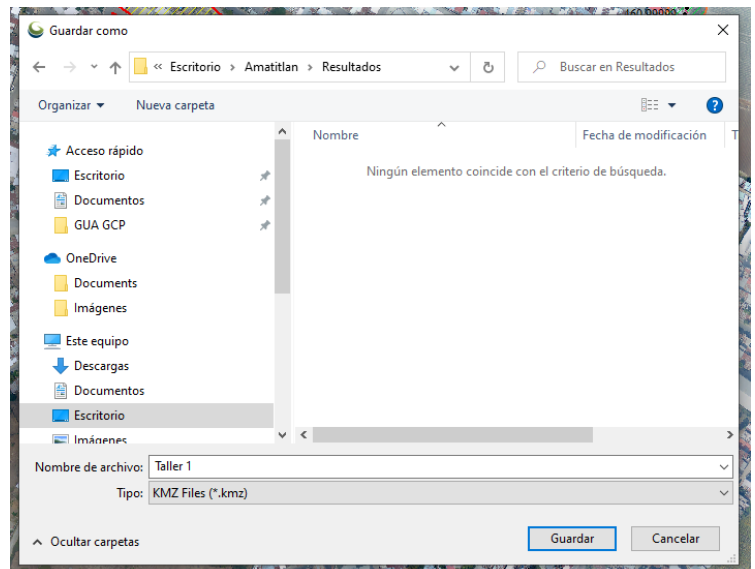 Guardar como
« Escritorio > Amatitlan > Resultados
Buscar en Resultados
Organizar
Nueva carpeta
Nombre
Fecha de modificación
T
Ningún elemento coincide con el criterio de búsqueda.
Acceso rápido
Escritorio
Documentos
GUA GCP
OneDrive
Documents
Imágenes
Este equipo
Descargas
Documentos
Escritorio
Imágenes
Nombre de archivo: Taller 1
Tipo: KMZ Files (*.kmz)
Ocultar carpetas
Guardar
Cancelar